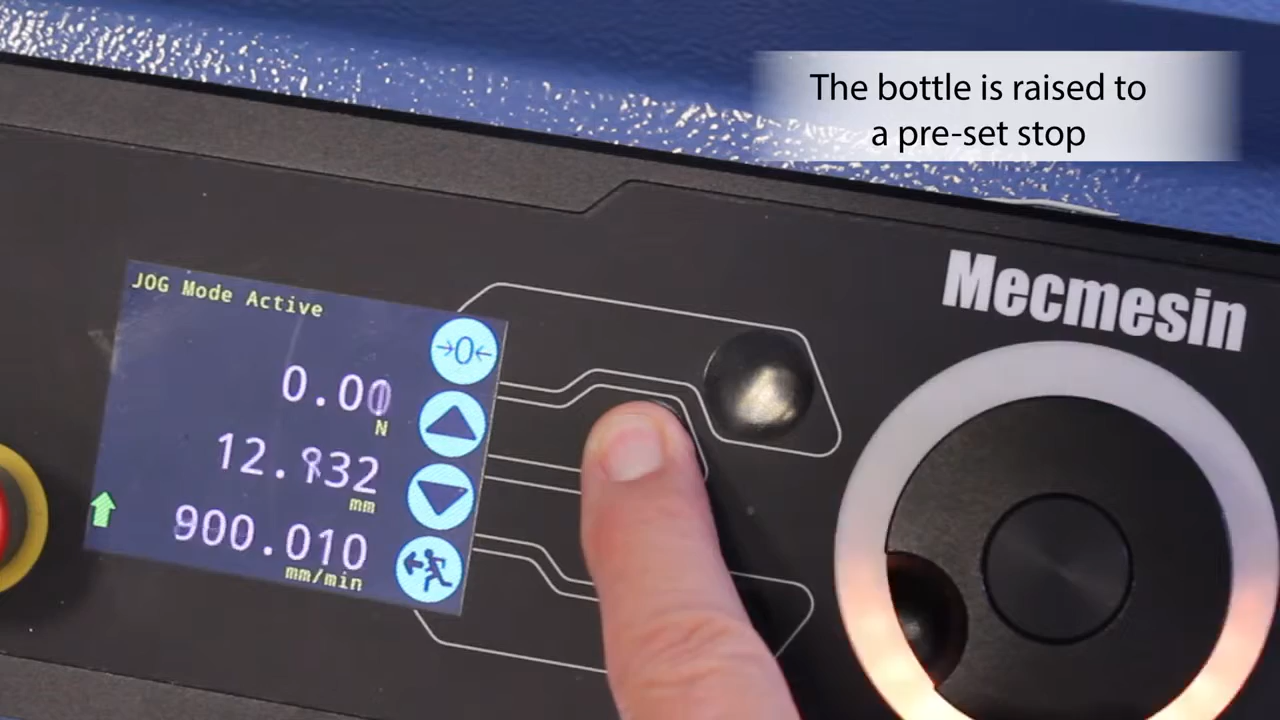 The bottle is raised to
a pre-set stop
Mecmesin
JOG Mode Active
→0←
0.00
N
mm
900.010
mm/min